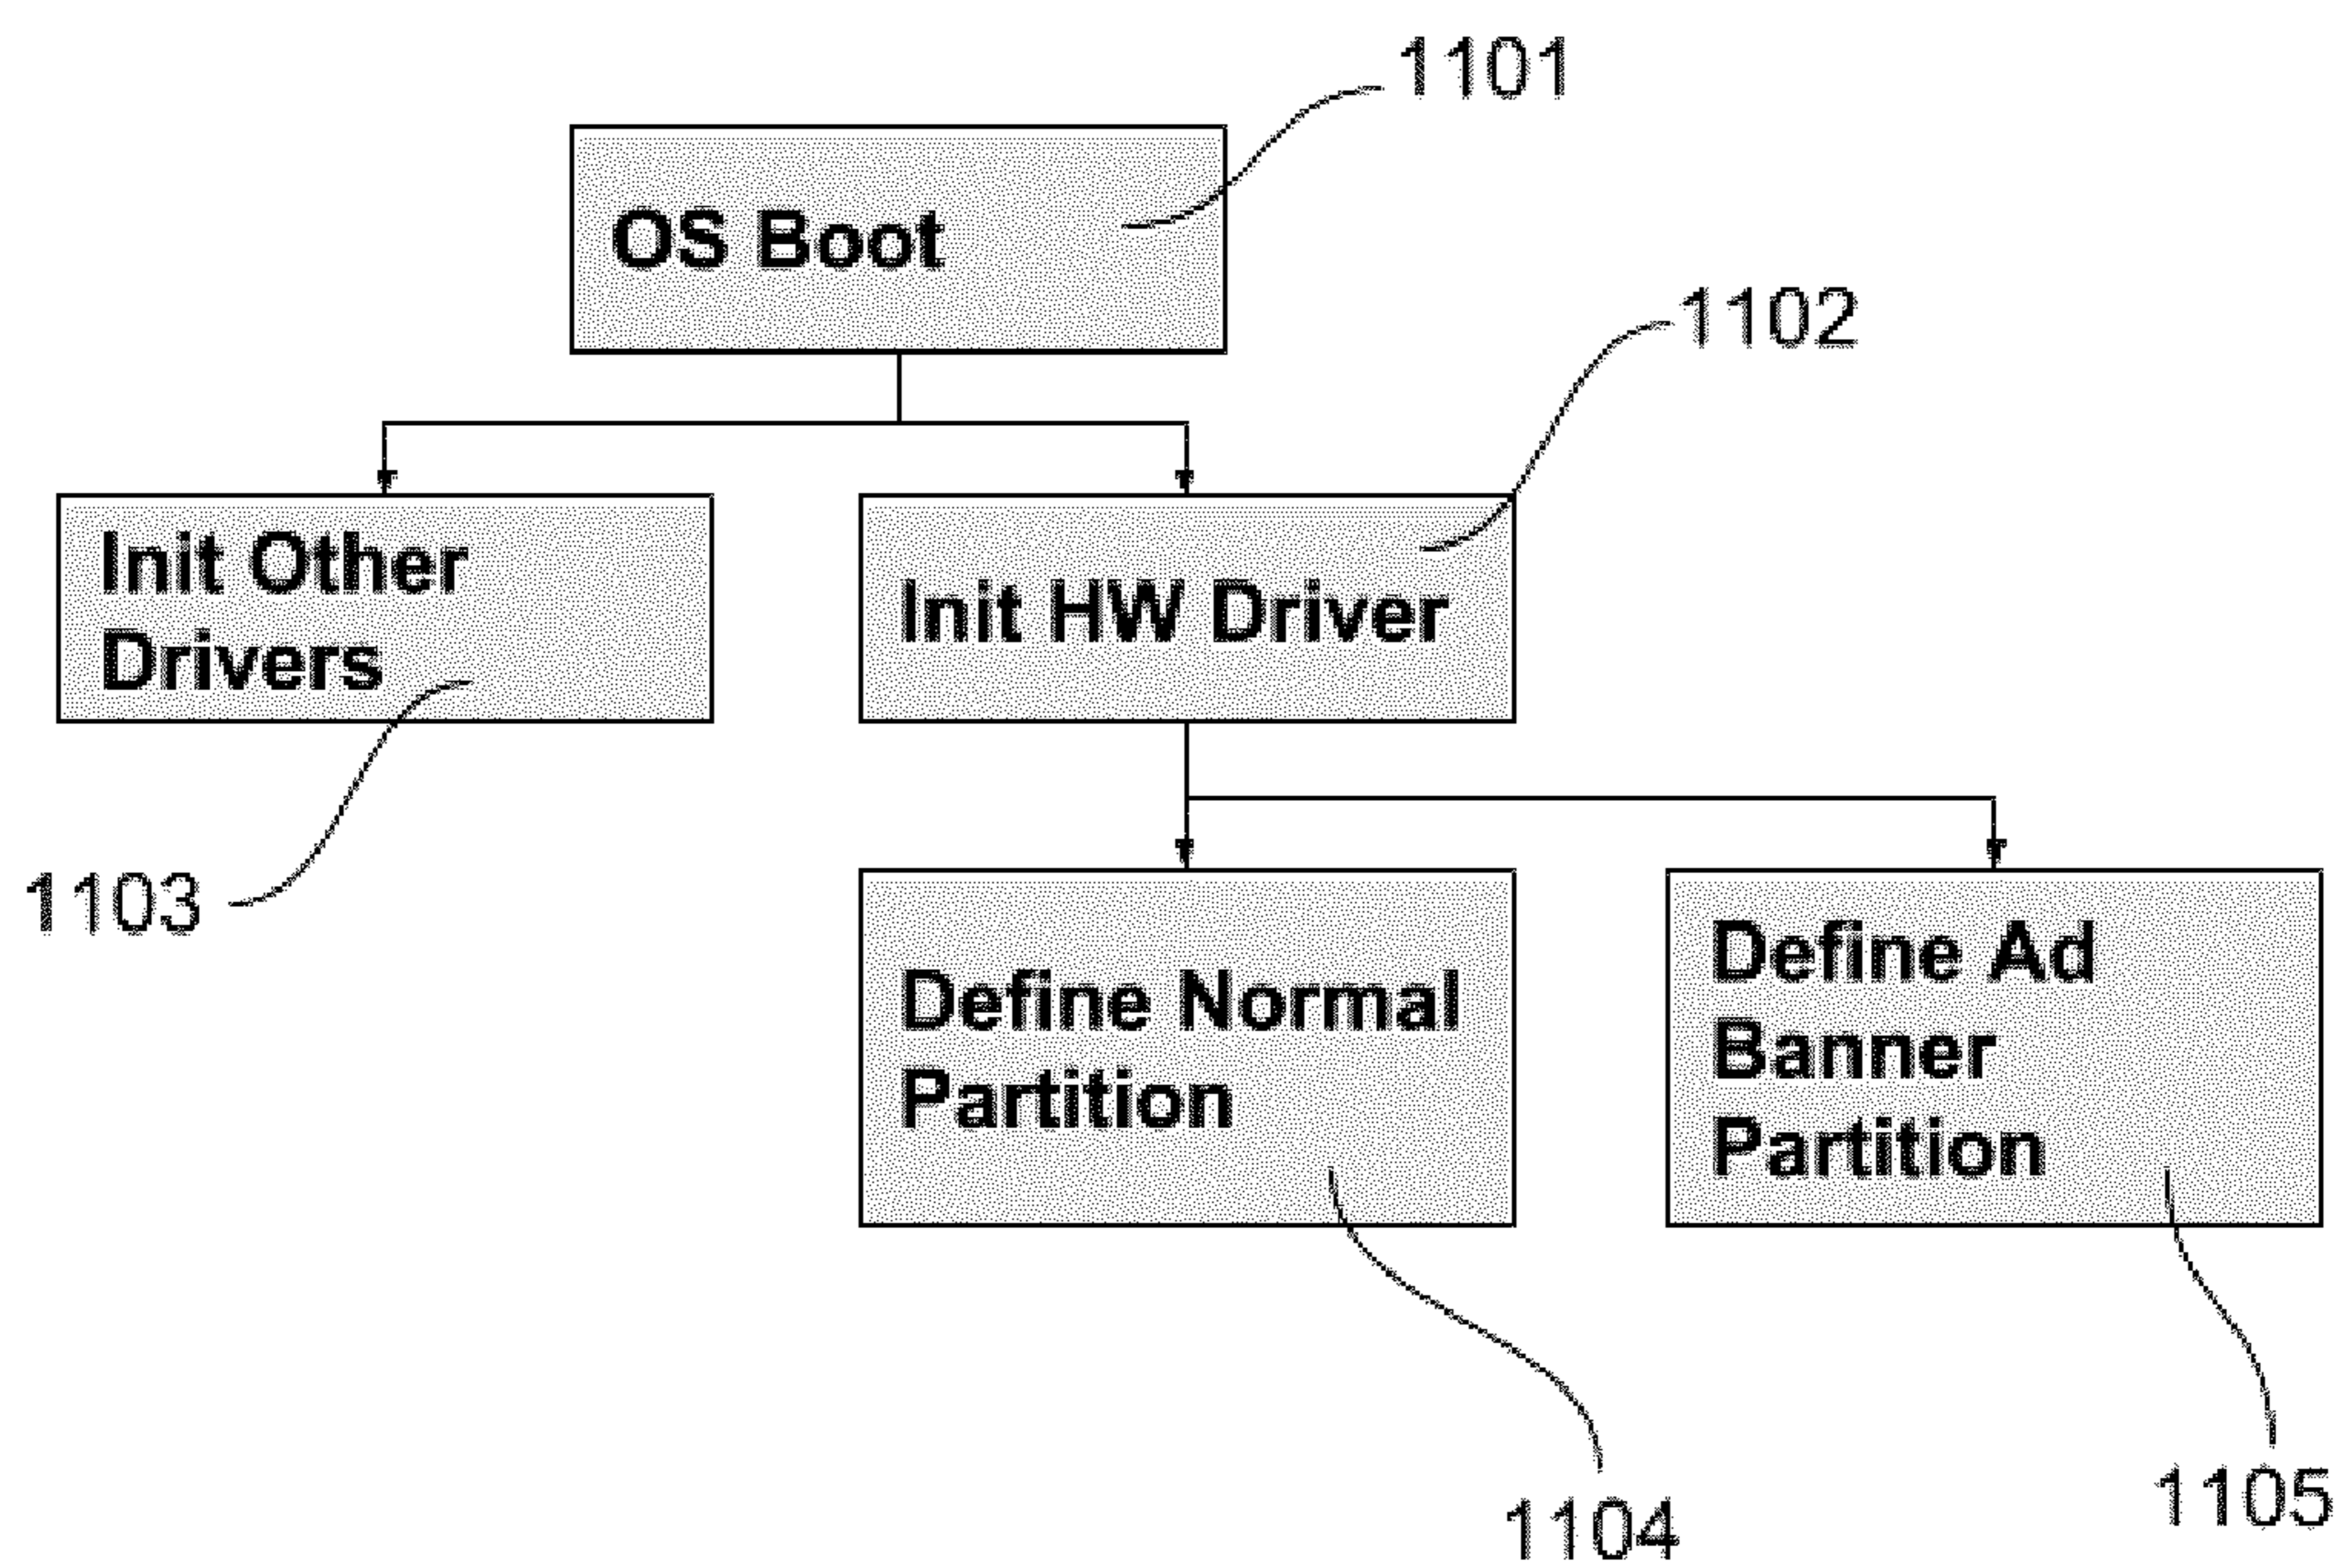 1101
OS Boot
1102
Init Other
Drivers
Init HW Driver
1103
Define Normal
Partition
Define Ad
Banner
Partition
1104
1105